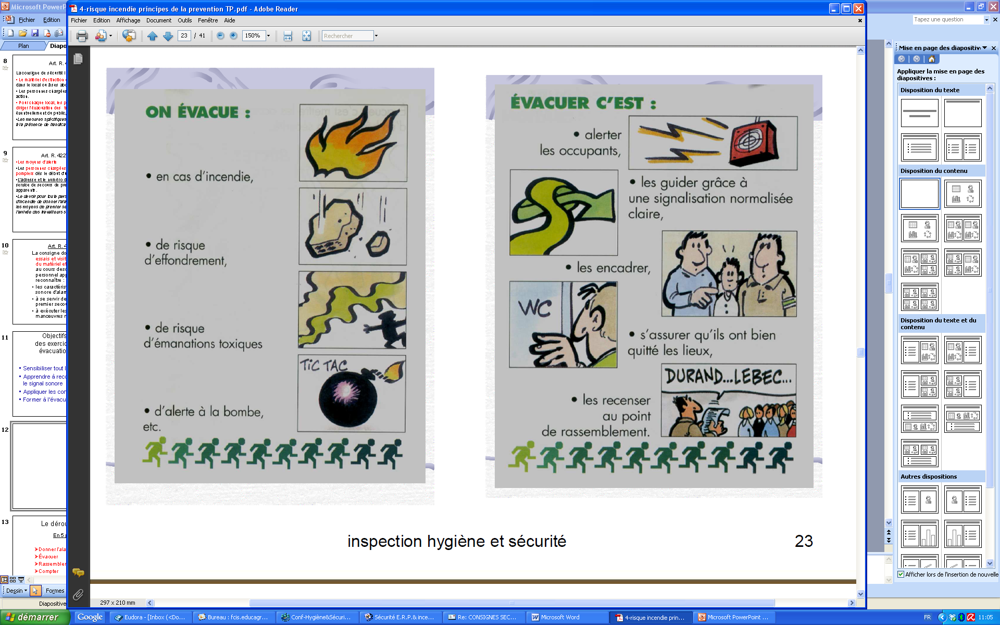 Microsoft PowerP
4-risque incendie principes de la prevention TP.pdf - Adobe Reader
Fichier Edition
Fichier Edition Affichage Document Outils Fenêtre Aide
Tapez une question
23 / 41
150%
Rechercher
Plan
Diapo
8
Art. R. 4
La consigne de sécurité i
• Le matériel d'extinction
dans le local ou à ses abo
• Les personnes chargées
action.
• Pour chaque local, les p
diriger l'évacuation des
éventuellement du public,
•Les mesures spécifiques
à la présence de handica
9
Art. R. 422
•Les moyens d'alerte
•Les personnes chargées
pompiers dès le début d'
•L'adresse et le numéro d
service de secours de pre
apparents.
•Le devoir pour toute pers
d'incendie de donner l'ala
les moyens de premier se
l'arrivée des travailleurs s
10
Art. R. 4
La consigne do
essais et visit
du matériel et
au cours desc
personnel app
reconnaître :
• les caractéris
sonore d'alarm
• à se servir de
premier secou
• à exécuter les
manœuvres n
11
Objectifs
des exercic
évacuatio
• Sensibiliser tout l
• Apprendre à reco
le signal sonore
• Appliquer les con
• Former à l'évacu
12
13
Le dérou
En 5 p
➢Donner l'ala
➢Évacuer
➢Rassembler
➢Compter
Dessin
Formes
Diapositive
ON ÉVACUE :
• en cas d'incendie,
• de risque
d'effondrement,
• de risque
d'émanations toxiques
TIC TAC
• d'alerte à la bombe,
etc.
ÉVACUER C'EST :
• alerter
les occupants,
• les guider grâce à
une signalisation normalisée
claire,
• les encadrer,
WC
• s'assurer qu'ils ont bien
quitté les lieux,
DURAND...LEBEC...
• les recenser
au point
de rassemblement.
inspection hygiène et sécurité
23
297 x 210 mm
Mise en page des diapositiv
Appliquer la mise en page des
diapositives :
Disposition du texte
Disposition du contenu
Disposition du texte et du
contenu
Autres dispositions
Afficher lors de l'insertion de nouvelle
démarrer
Google
Eudora - [Inbox (<Do...
Bureau : fcis.educagr...
Conf-Hygiène&Sécuri...
Sécurité E.R.P.& ince...
Re: CONSIGNES SEC...
Microsoft Word
4-risque incendie prin...
Microsoft PowerPoint ...
FR
11:05